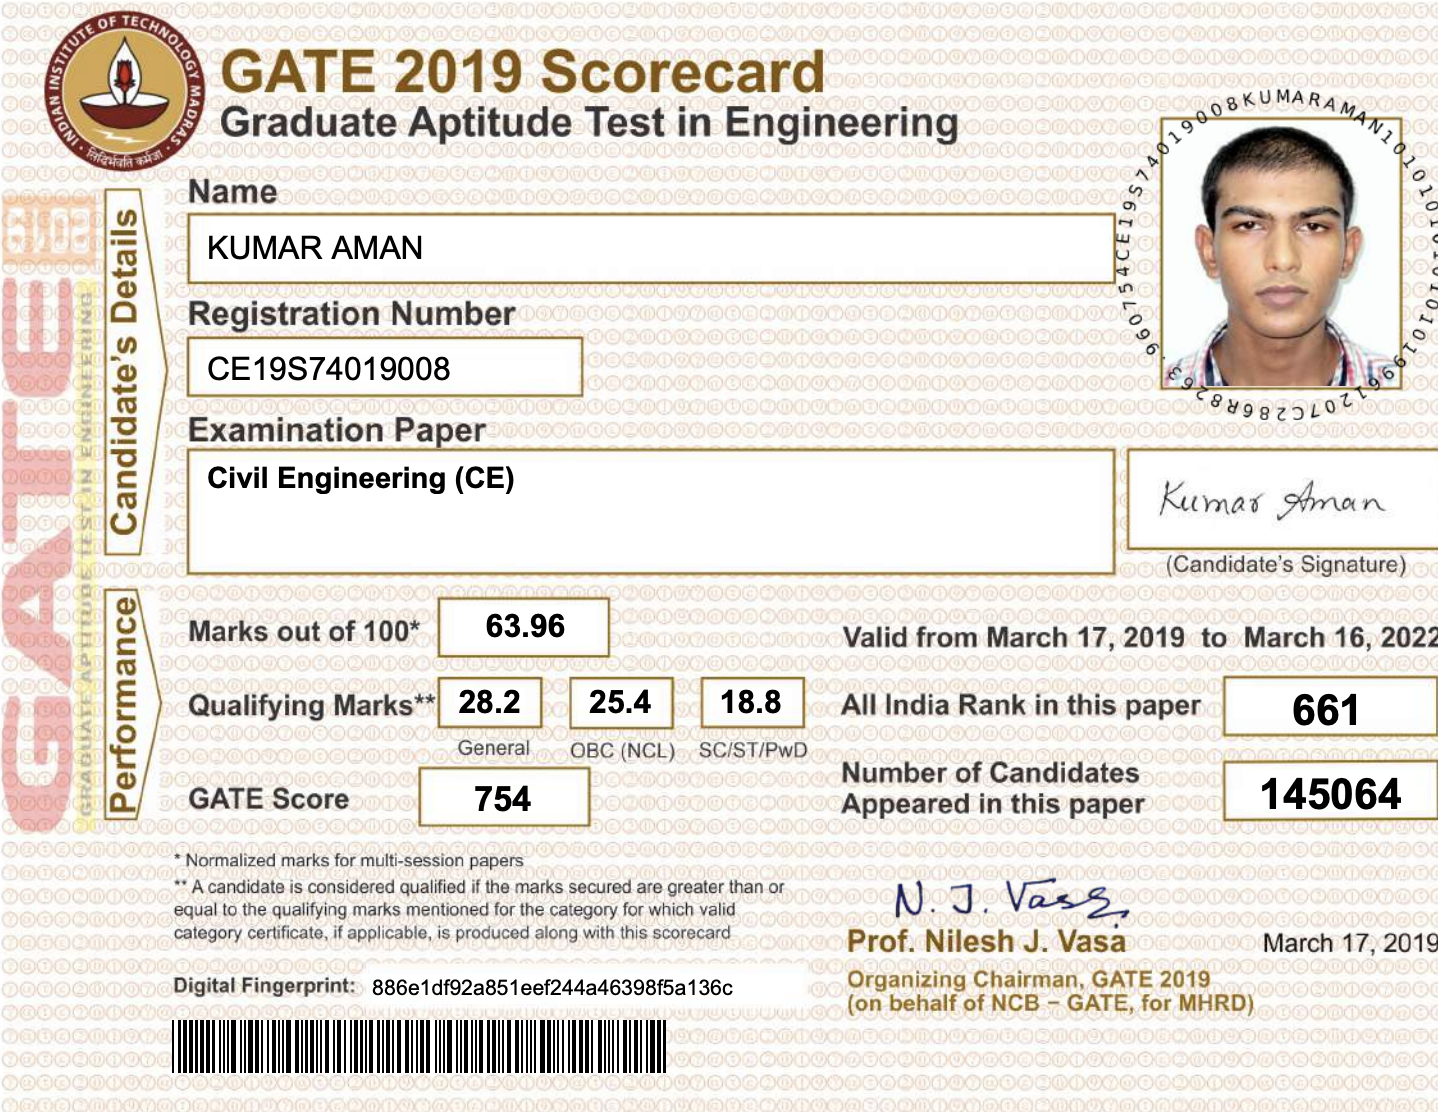 INDIAN INSTITUTE OF TECHNOLOGY MADRAS
सिद्धिर्भवति कर्मजा
GATE 2019 Scorecard
Graduate Aptitude Test in Engineering
GATE 2019
GRADUATE APTITUDE TEST IN ENGINEERING
Candidate's Details
Name
KUMAR AMAN
Registration Number
CE19S74019008
Examination Paper
Civil Engineering (CE)
Kumar Aman
(Candidate's Signature)
Performance
Marks out of 100*
63.96
Valid from March 17, 2019 to March 16, 2022
Qualifying Marks**
28.2
25.4
18.8
General
OBC (NCL)
SC/ST/PwD
All India Rank in this paper
661
GATE Score
754
Number of Candidates
Appeared in this paper
145064
* Normalized marks for multi-session papers
** A candidate is considered qualified if the marks secured are greater than or
equal to the qualifying marks mentioned for the category for which valid
category certificate, if applicable, is produced along with this scorecard
N. J. Vasa
Prof. Nilesh J. Vasa
March 17, 2019
Organizing Chairman, GATE 2019
(on behalf of NCB – GATE, for MHRD)
Digital Fingerprint: 886e1df92a851eef244a46398f5a136c